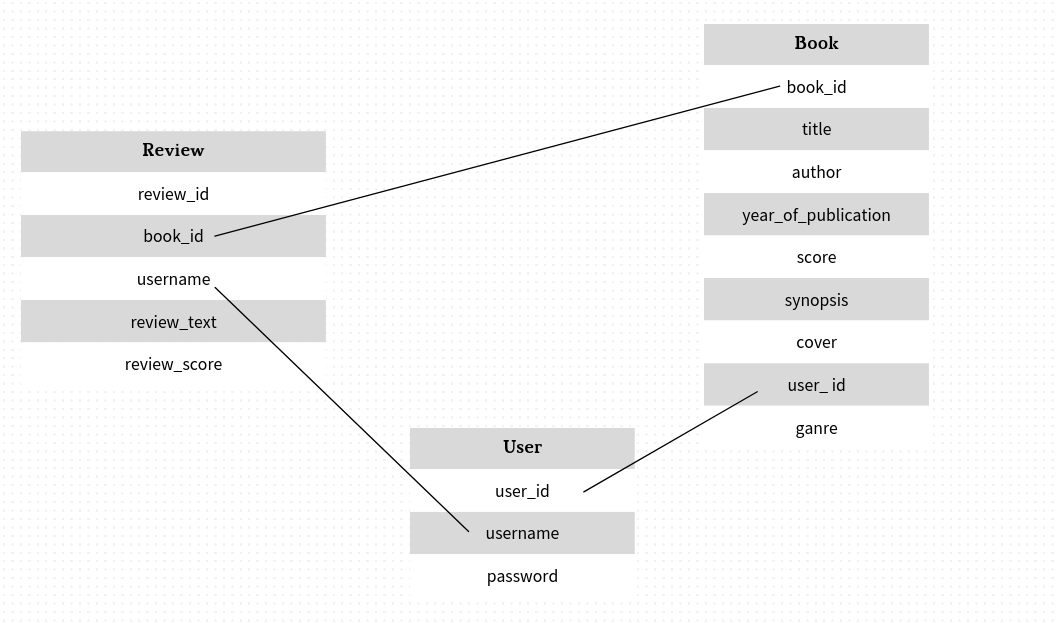 Review
review_id
book_id
username
review_text
review_score
Book
book_id
title
author
year_of_publication
score
synopsis
cover
user_ id
ganre
User
user_id
username
password